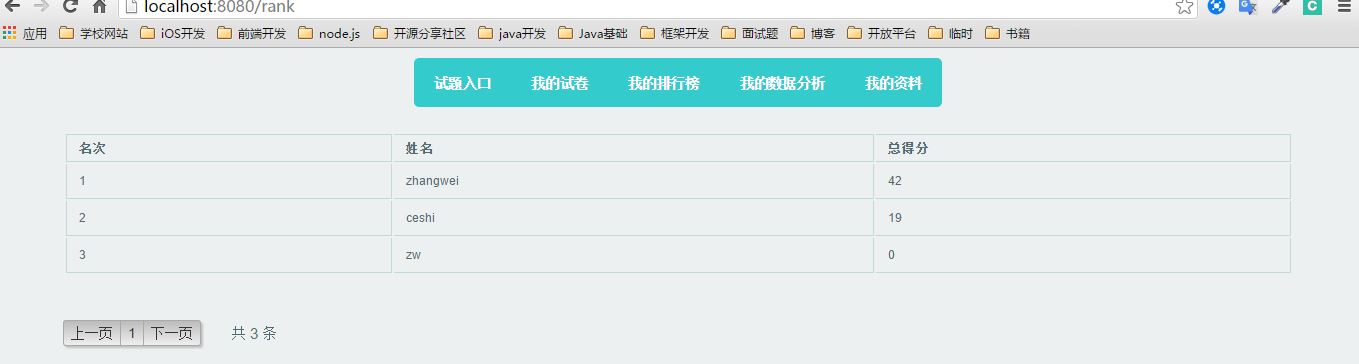 localhost:8080/rank
应用 学校网站 iOS开发 前端开发 node.js 开源分享社区 java开发 Java基础 框架开发 面试题 博客 开放平台 临时 书籍
试题入口 我的试卷 我的排行榜 我的数据分析 我的资料
名次 姓名 总得分
1 zhangwei 42
2 ceshi 19
3 zw 0
上一页 1 下一页 共 3 条